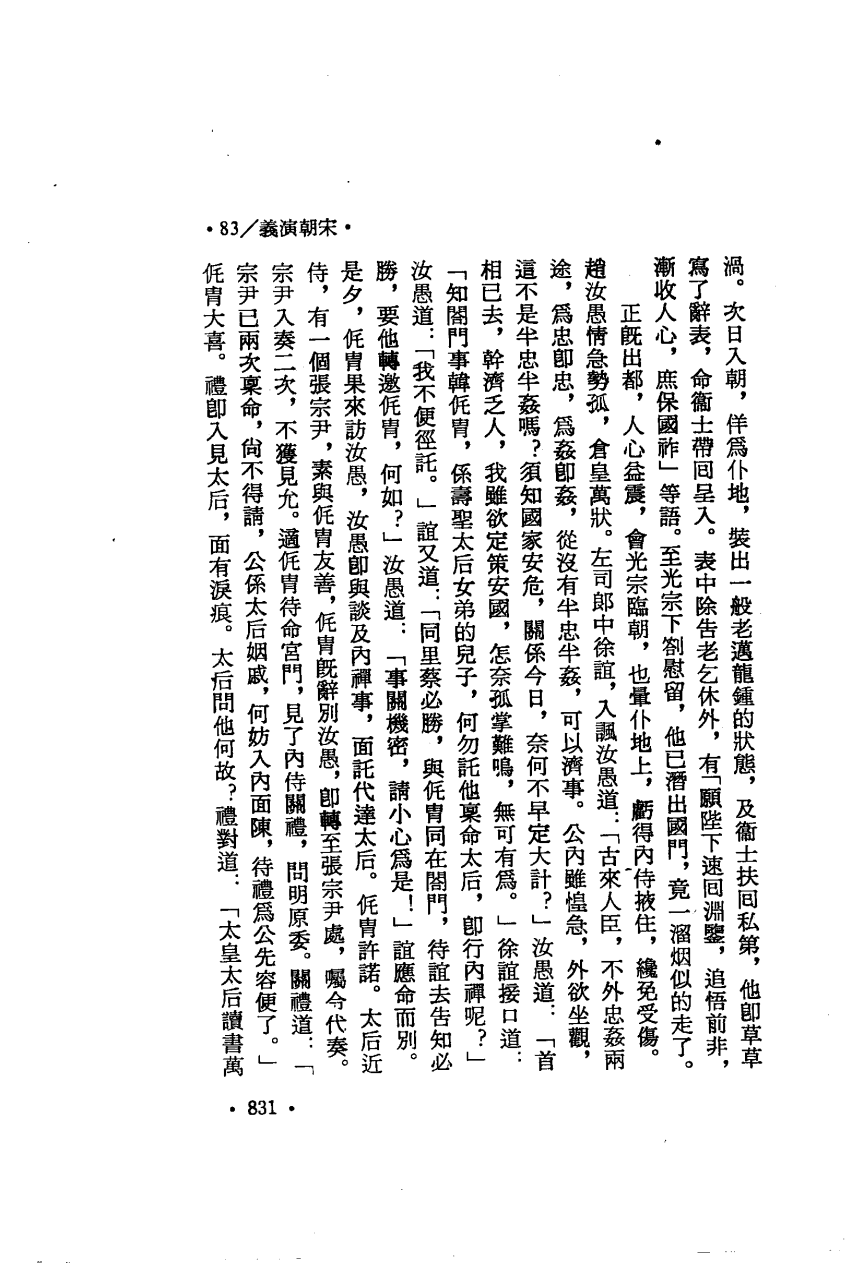 •83／義演朝宋•
渦。次日入朝，佯爲仆地，裝出一般老邁龍鍾的狀態，及衞士扶囘私第，他卽草草
寫了辭表，命衞士帶囘呈入。表中除吿老乞休外，有「願陛下速囘淵鑒，追悟前非，
漸收人心，庶保國祚」等語。至光宗下劄慰留，他已潛出國門，竟一溜烟似的走了。
正旣出都，人心益震，會光宗臨朝，也暈仆地上，虧得內侍掖住，纔免受傷。
趙汝愚情急勢孤，倉皇萬狀。左司郎中徐誼，入諷汝愚道：「古來人臣，不外忠姦兩
途，爲忠卽忠，爲姦卽姦，從沒有半忠半姦，可以濟事。公內雖惶急，外欲坐觀，
這不是半忠半姦嗎？須知國家安危，關係今日，奈何不早定大計？」汝愚道：「首
相已去，幹濟乏人，我雖欲定策安國，怎奈孤掌難鳴，無可有爲。」徐誼接口道：
「知閤門事韓侂胄，係壽聖太后女弟的兒子，何勿託他稟命太后，卽行內禪呢？」
汝愚道：「我不便徑託。」誼又道：「同里蔡必勝，與侂胄同在閤門，待誼去吿知必
勝，要他轉邀侂胄，何如？」汝愚道：「事關機密，請小心爲是！」誼應命而別。
是夕，侂胄果來訪汝愚，汝愚卽與談及內禪事，面託代達太后。侂胄許諾。太后近
侍，有一個張宗尹，素與侂胄友善，侂胄旣辭別汝愚，卽轉至張宗尹處，囑令代奏。
宗尹入奏二次，不獲見允。適侂胄待命宮門，見了內侍關禮，問明原委。關禮道：「
宗尹已兩次稟命，尙不得請，公係太后姻戚，何妨入內面陳，待禮爲公先容便了。」
侂胄大喜。禮卽入見太后，面有淚痕。太后問他何故？禮對道：「太皇太后讀書萬
•831•